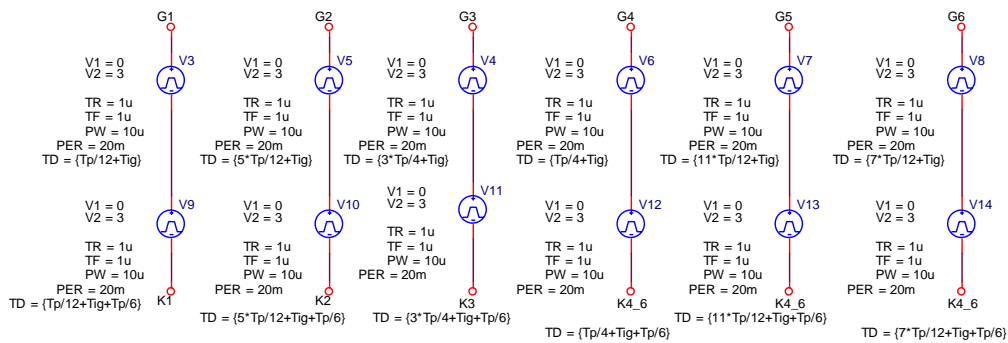 G1
G2
G3
G4
G5
G6
V3
V1 = 0
V2 = 3
TR = 1u
TF = 1u
PW = 10u
PER = 20m
TD = {Tp/12+Tig}
V5
V1 = 0
V2 = 3
TR = 1u
TF = 1u
PW = 10u
PER = 20m
TD = {5*Tp/12+Tig}
V4
V1 = 0
V2 = 3
TR = 1u
TF = 1u
PW = 10u
PER = 20m
TD = {3*Tp/4+Tig}
V6
V1 = 0
V2 = 3
TR = 1u
TF = 1u
PW = 10u
PER = 20m
TD = {Tp/4+Tig}
V7
V1 = 0
V2 = 3
TR = 1u
TF = 1u
PW = 10u
PER = 20m
TD = {11*Tp/12+Tig}
V8
V1 = 0
V2 = 3
TR = 1u
TF = 1u
PW = 10u
PER = 20m
TD = {7*Tp/12+Tig}
V9
V1 = 0
V2 = 3
TR = 1u
TF = 1u
PW = 10u
PER = 20m
TD = {Tp/12+Tig+Tp/6}
K1
V10
V1 = 0
V2 = 3
TR = 1u
TF = 1u
PW = 10u
PER = 20m
K2
TD = {5*Tp/12+Tig+Tp/6}
V11
V1 = 0
V2 = 3
TR = 1u
TF = 1u
PW = 10u
PER = 20m
K3
TD = {3*Tp/4+Tig+Tp/6}
V12
V1 = 0
V2 = 3
TR = 1u
TF = 1u
PW = 10u
PER = 20m
K4_6
TD = {Tp/4+Tig+Tp/6}
V13
V1 = 0
V2 = 3
TR = 1u
TF = 1u
PW = 10u
PER = 20m
K4_6
TD = {11*Tp/12+Tig+Tp/6}
V14
V1 = 0
V2 = 3
TR = 1u
TF = 1u
PW = 10u
PER = 20m
K4_6
TD = {7*Tp/12+Tig+Tp/6}